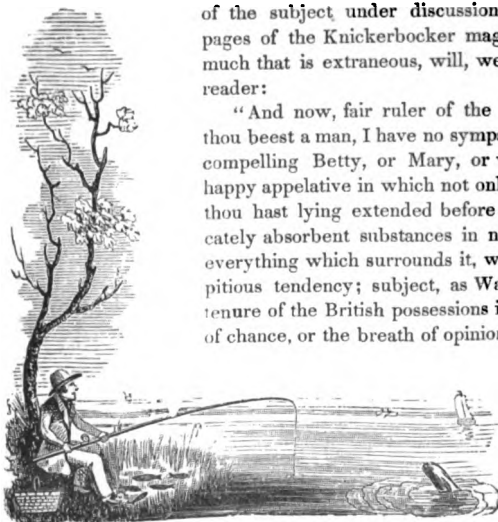 of the subject under discussion
pages of the Knickerbocker mag
much that is extraneous, will, we
reader:
"And now, fair ruler of the
thou beest a man, I have no sympa
compelling Betty, or Mary, or
happy appelative in which not onl
thou hast lying extended before
cately absorbent substances in n
everything which surrounds it, w
pitious tendency; subject, as Wa
tenure of the British possessions i
of chance, or the breath of opinion